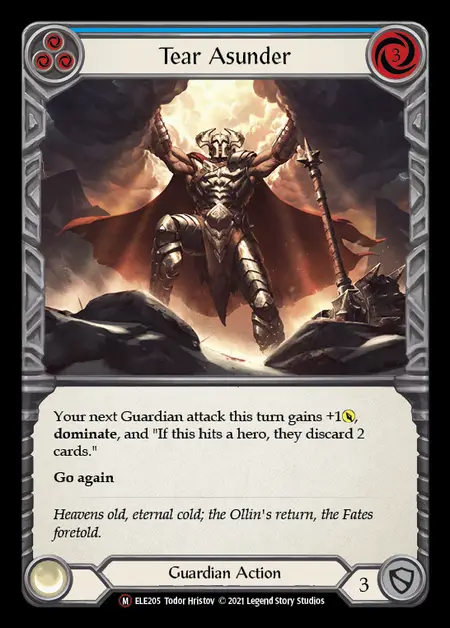 3
Tear Asunder
Your next Guardian attack this turn gains +1,
dominate, and "If this hits a hero, they discard 2
cards."
Go again
Heavens old, eternal cold; the Ollin's return, the Fates
foretold.
Guardian Action
3
M ELE205 Todor Hristov © 2021 Legend Story Studios